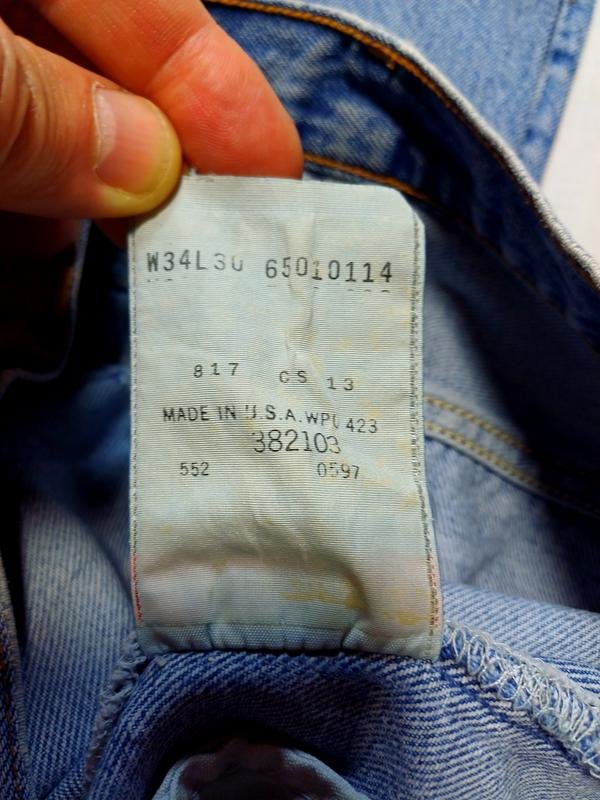 W34L30 65010114
817 CS 13
MADE IN U.S.A. WPL 423
382103
552 0597